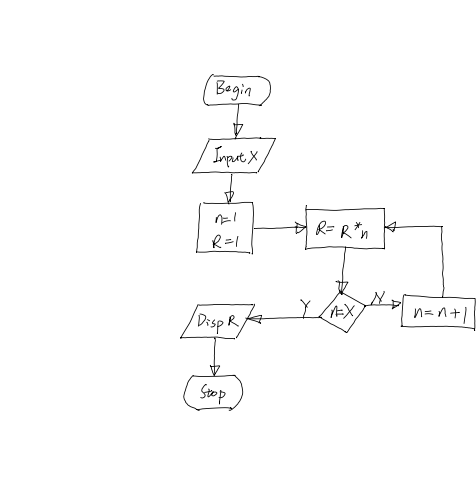 Begin
Input X
n=1
R=1
R= R*n
n=X
N
n=n+1
Y
Disp R
Stop